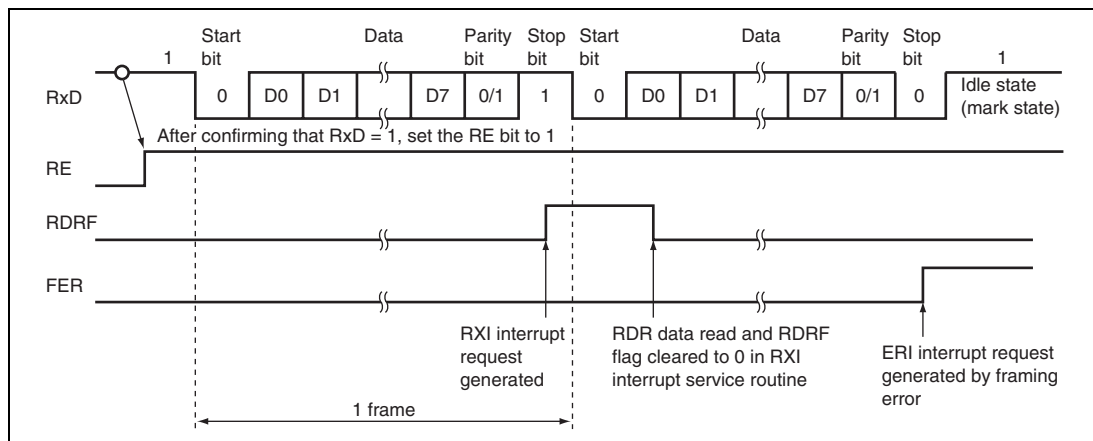 Start bit Data Parity bit Stop bit Start bit Data Parity bit Stop bit
1 1
RxD 0 D0 D1 D7 0/1 1 0 D0 D1 D7 0/1 0 Idle state (mark state)
After confirming that RxD = 1, set the RE bit to 1
RE
RDRF
FER
RXI interrupt
request
generated
RDR data read and RDRF
flag cleared to 0 in RXI
interrupt service routine
ERI interrupt request
generated by framing
error
1 frame